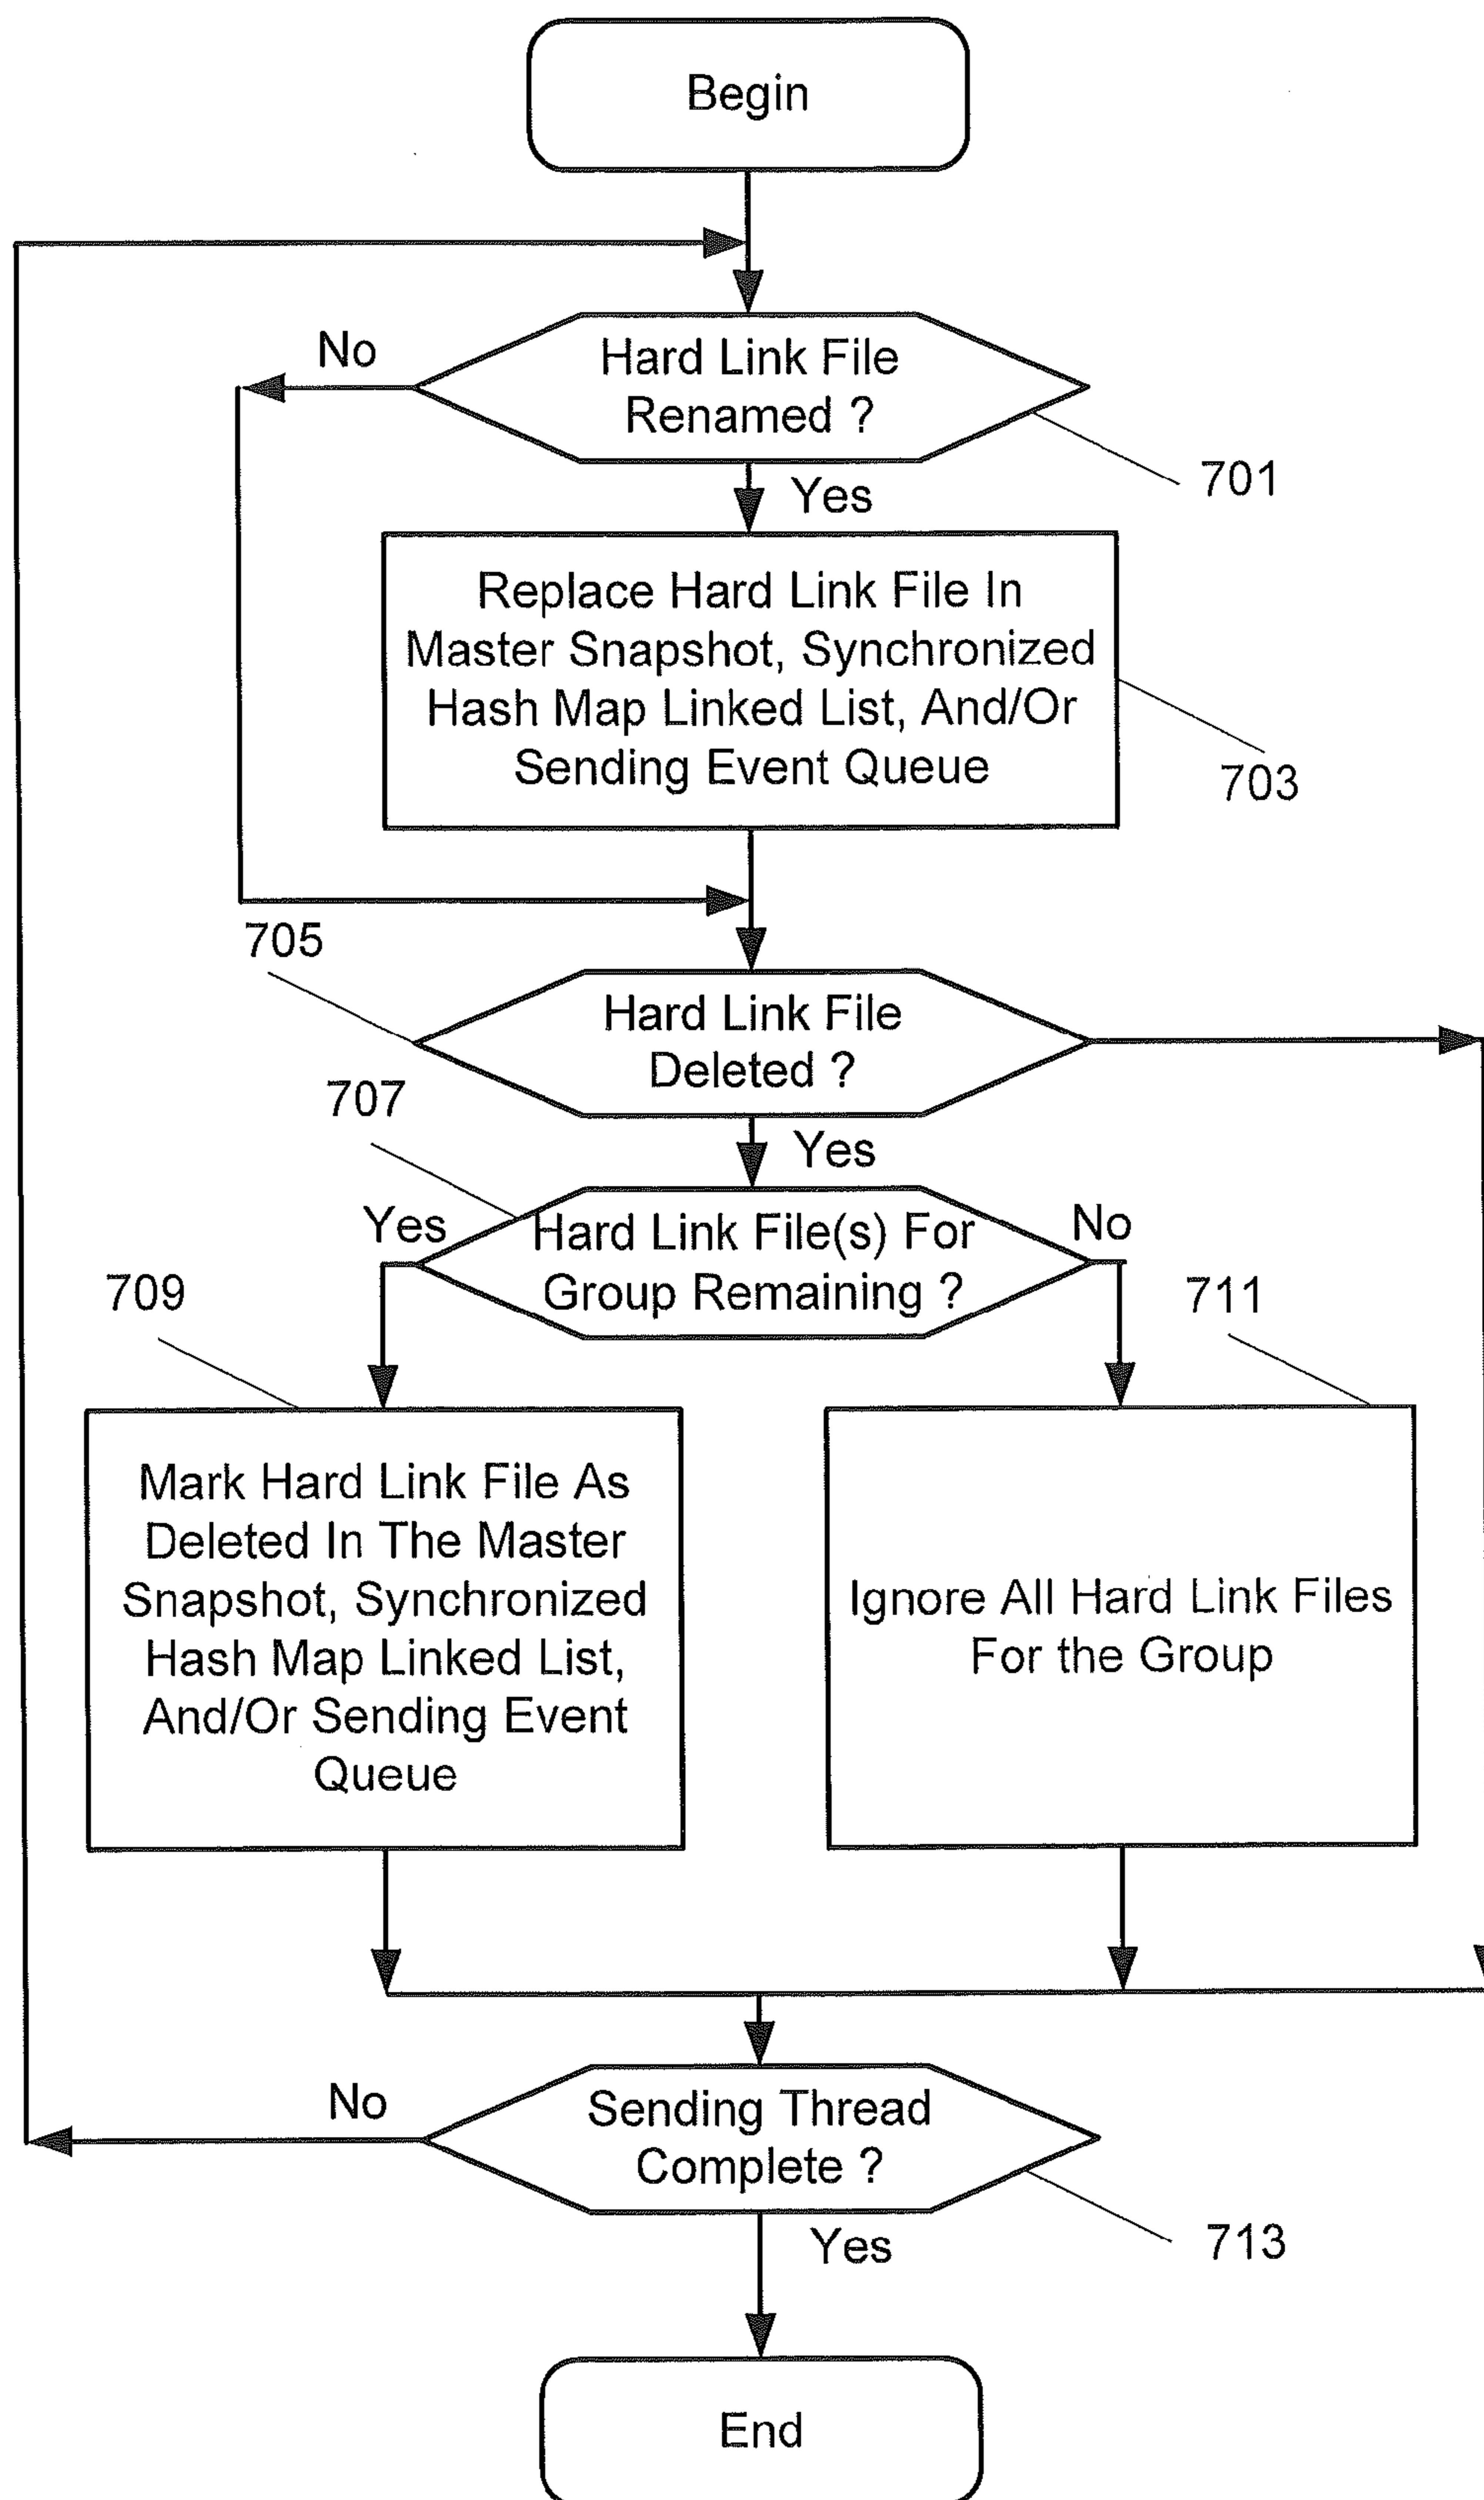 Begin
No
Hard Link File
Renamed ?
701
Yes
Replace Hard Link File In
Master Snapshot, Synchronized
Hash Map Linked List, And/Or
Sending Event Queue
703
705
Hard Link File
Deleted ?
707
Yes
Yes
Hard Link File(s) For
Group Remaining ?
No
709
711
Mark Hard Link File As
Deleted In The Master
Snapshot, Synchronized
Hash Map Linked List,
And/Or Sending Event
Queue
Ignore All Hard Link Files
For the Group
No
Sending Thread
Complete ?
Yes
713
End